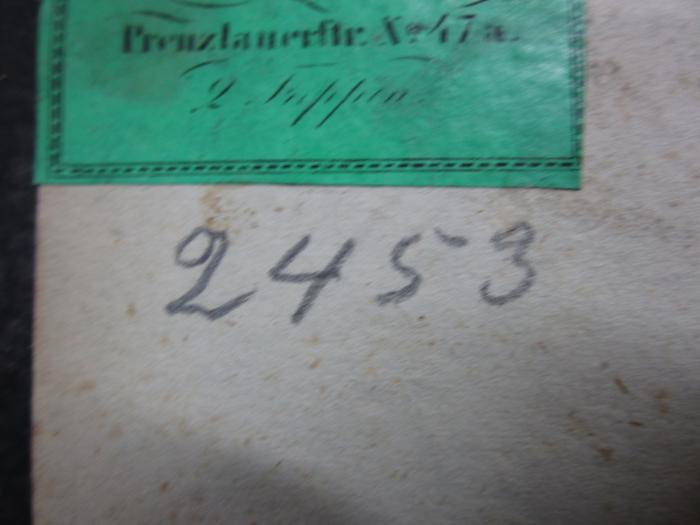 Prenzlauerstr. No 47 a.
2 Treppen.
2453